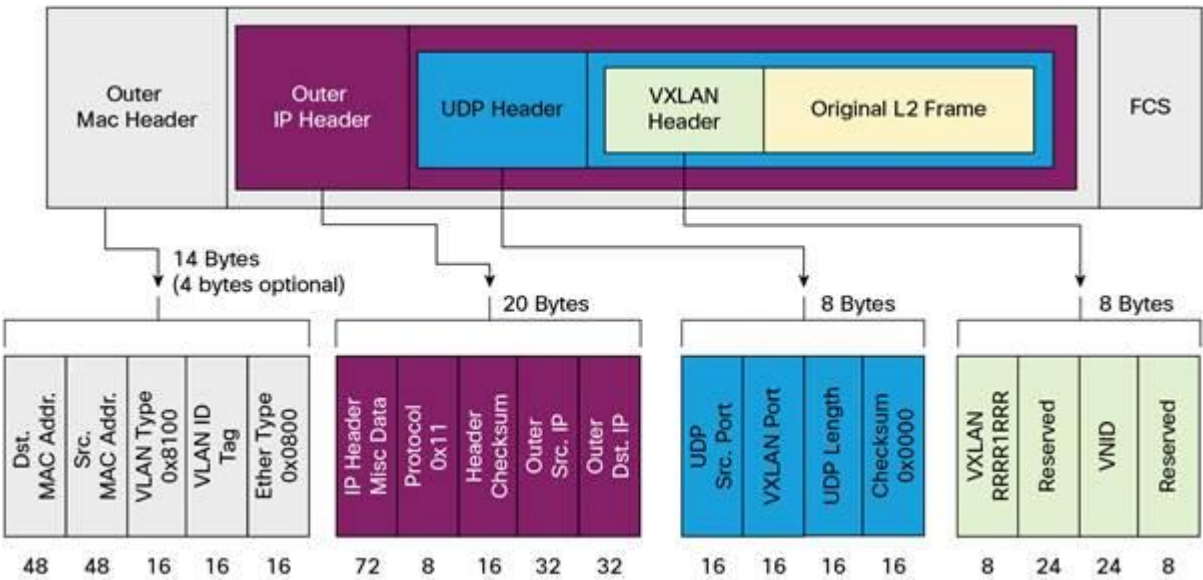 Outer
Mac Header
Outer
IP Header
UDP Header
VXLAN
Header
Original L2 Frame
FCS
14 Bytes
(4 bytes optional)
20 Bytes
8 Bytes
8 Bytes
Dst.
MAC Addr.
Src.
MAC Addr.
VLAN Type
0x8100
VLAN ID
Tag
Ether Type
0x0800
IP Header
Misc Data
Protocol
0x11
Header
Checksum
Outer
Src. IP
Outer
Dst. IP
UDP
Src. Port
VXLAN Port
UDP Length
Checksum
0x0000
VXLAN
RRRR1RRR
Reserved
VNID
Reserved
48 48 16 16 16 72 8 16 32 32 16 16 16 16 8 24 24 8